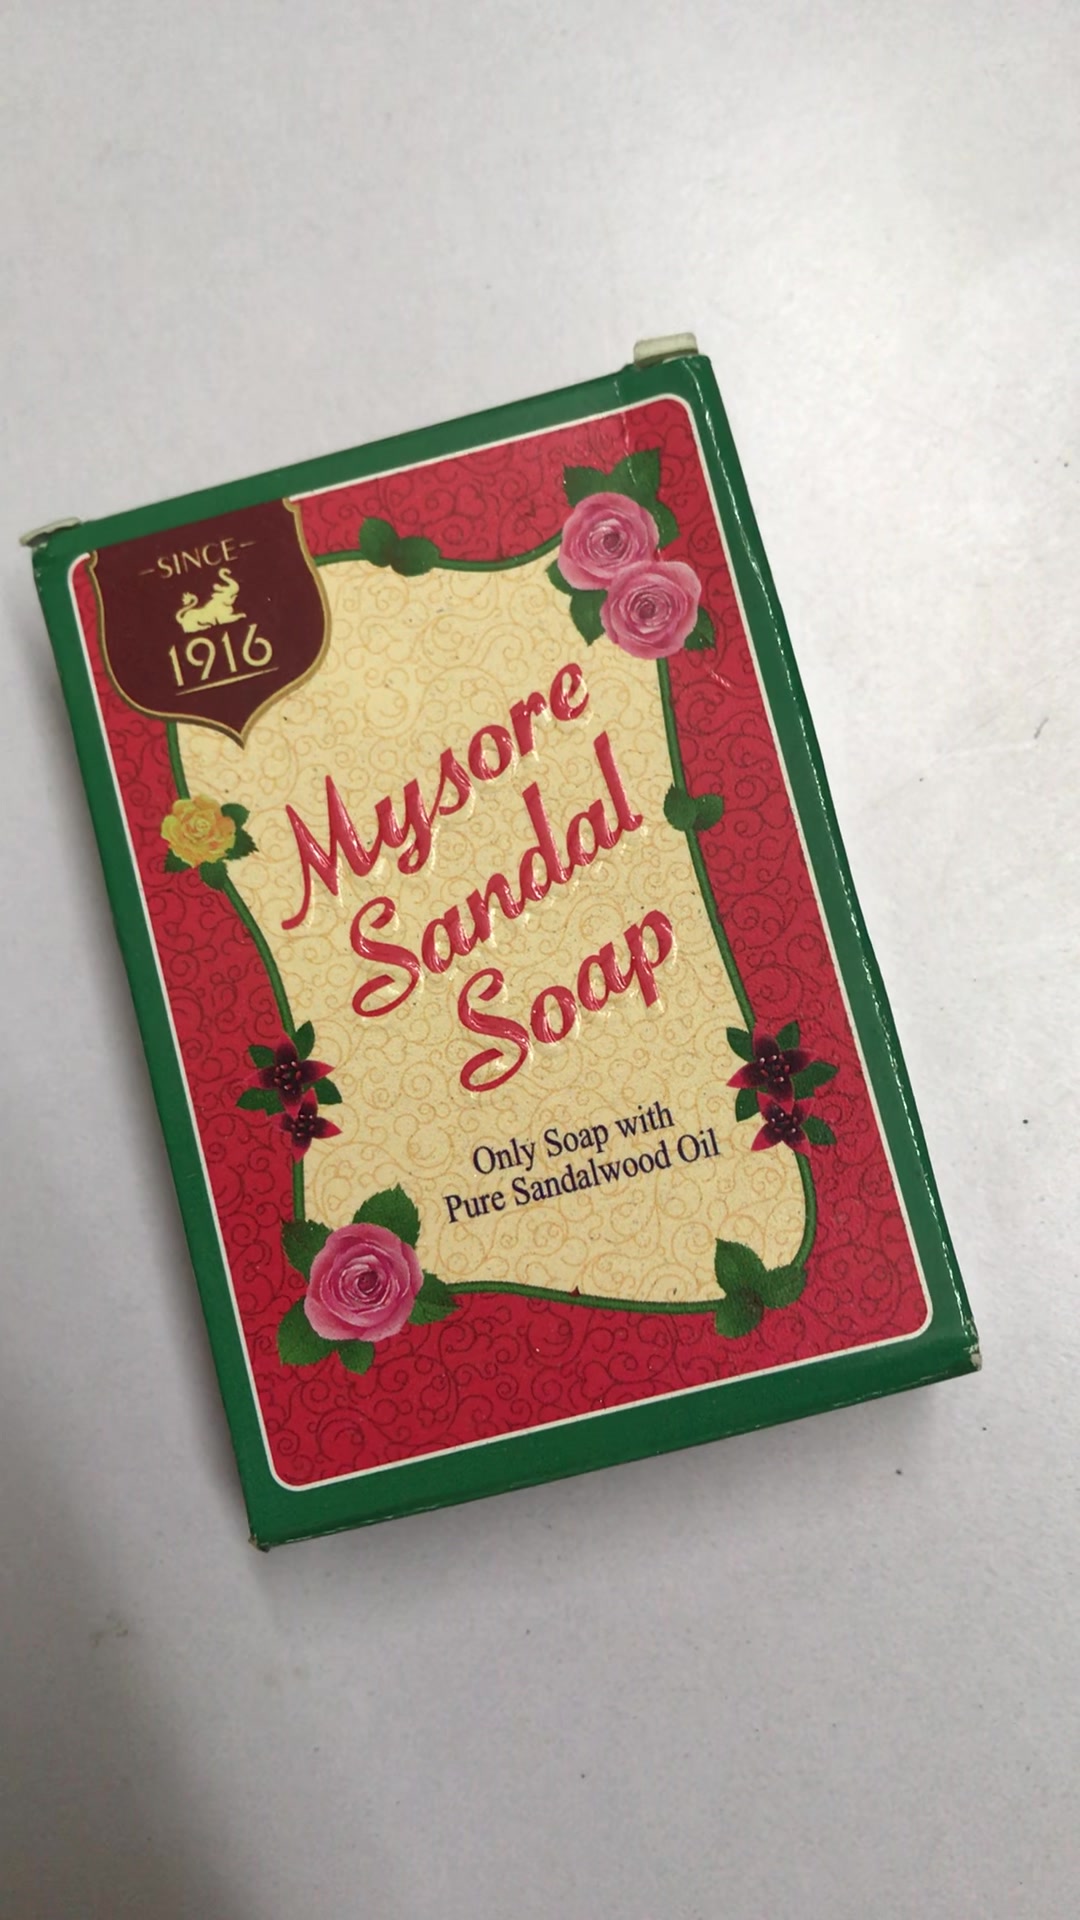 -SINCE-
1916
Mysore
Sandal
Soap
Only Soap with
Pure Sandalwood Oil